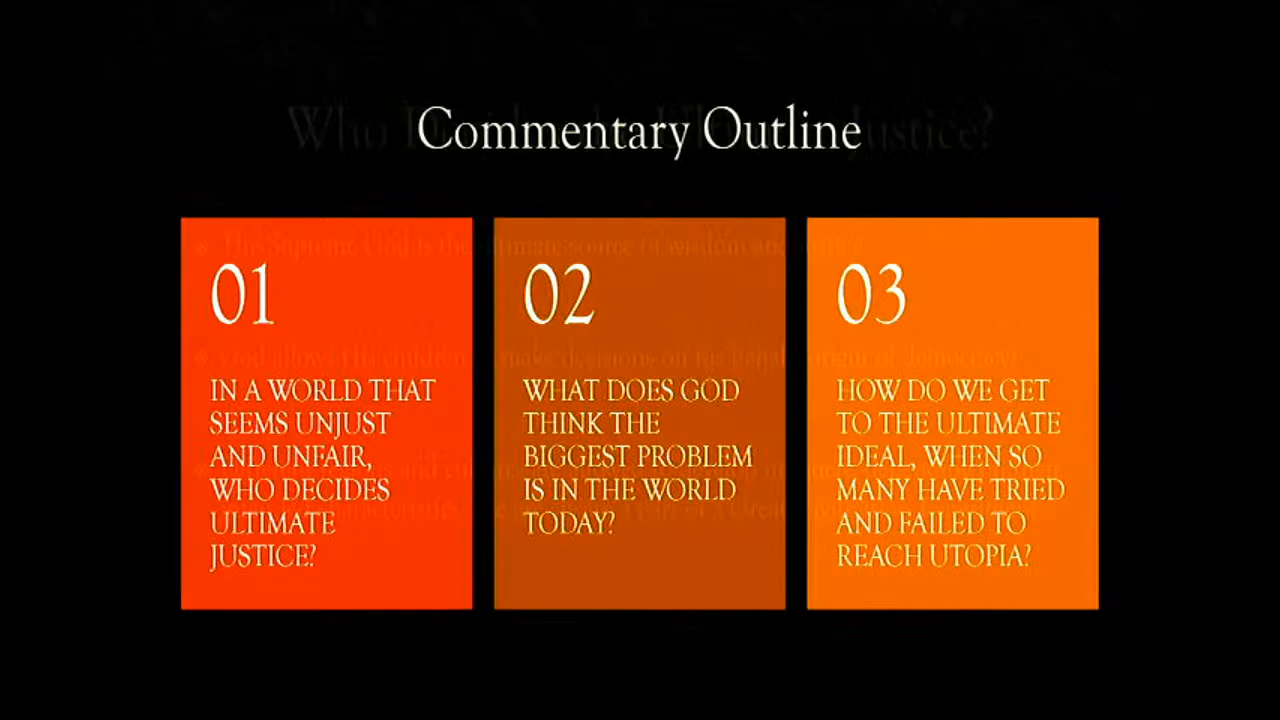 Commentary Outline
01
IN A WORLD THAT
SEEMS UNJUST
AND UNFAIR,
WHO DECIDES
ULTIMATE
JUSTICE?
02
WHAT DOES GOD
THINK THE
BIGGEST PROBLEM
IS IN THE WORLD
TODAY?
03
HOW DO WE GET
TO THE ULTIMATE
IDEAL, WHEN SO
MANY HAVE TRIED
AND FAILED TO
REACH UTOPIA?